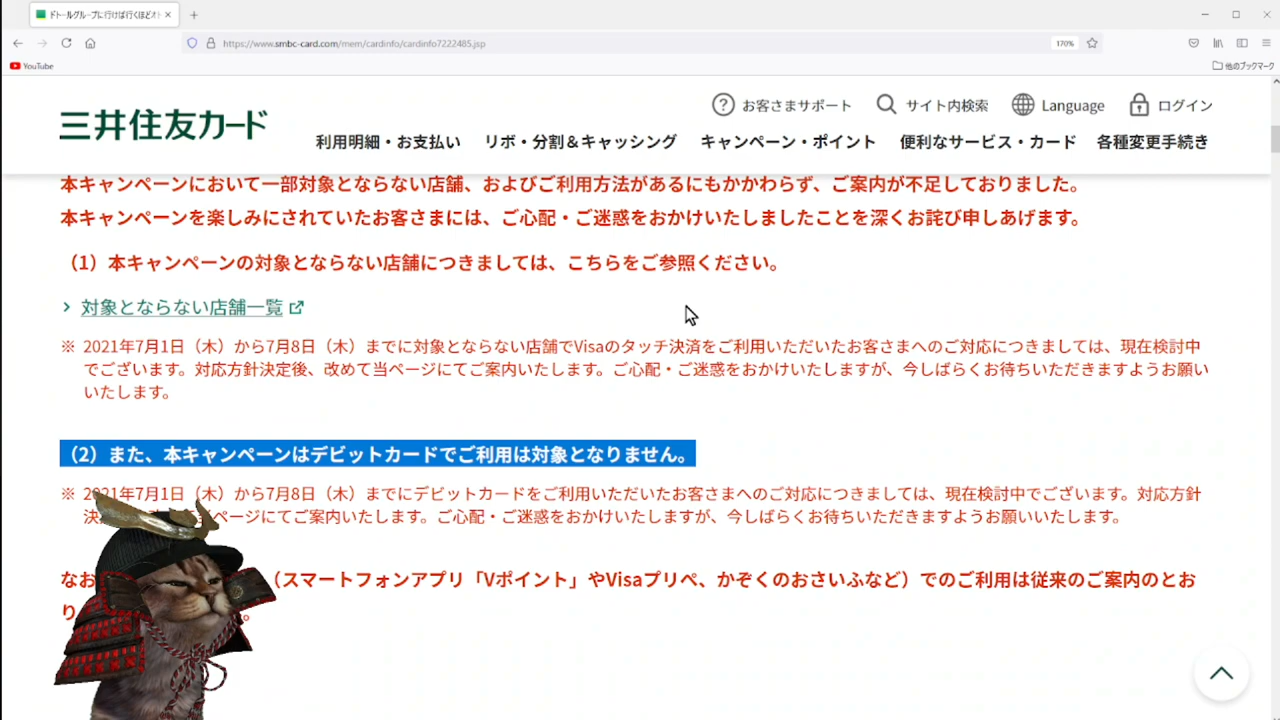 ドトールグループに行けば行くほどオト
https://www.smbc-card.com/mem/cardinfo/cardinfo7222485.jsp
170%
YouTube
他のブックマーク
三井住友カード
お客さまサポート
サイト内検索
Language
ログイン
利用明細・お支払い
リボ・分割＆キャッシング
キャンペーン・ポイント
便利なサービス・カード
各種変更手続き
本キャンペーンにおいて一部対象とならない店舗、およびご利用方法があるにもかかわらず、ご案内が不足しておりました。
本キャンペーンを楽しみにされていたお客さまには、ご心配・ご迷惑をおかけいたしましたことを深くお詫び申しあげます。
（1）本キャンペーンの対象とならない店舗につきましては、こちらをご参照ください。
対象とならない店舗一覧
※ 2021年7月1日（木）から7月8日（木）までに対象とならない店舗でVisaのタッチ決済をご利用いただいたお客さまへのご対応につきましては、現在検討中
でございます。対応方針決定後、改めて当ページにてご案内いたします。ご心配・ご迷惑をおかけいたしますが、今しばらくお待ちいただきますようお願い
いたします。
（2）また、本キャンペーンはデビットカードでご利用は対象となりません。
※ 2021年7月1日（木）から7月8日（木）までにデビットカードをご利用いただいたお客さまへのご対応につきましては、現在検討中でございます。対応方針
決 ページにてご案内いたします。ご心配・ご迷惑をおかけいたしますが、今しばらくお待ちいただきますようお願いいたします。
なお （スマートフォンアプリ「Vポイント」やVisaプリペ、かぞくのおさいふなど）でのご利用は従来のご案内のとお
り 。